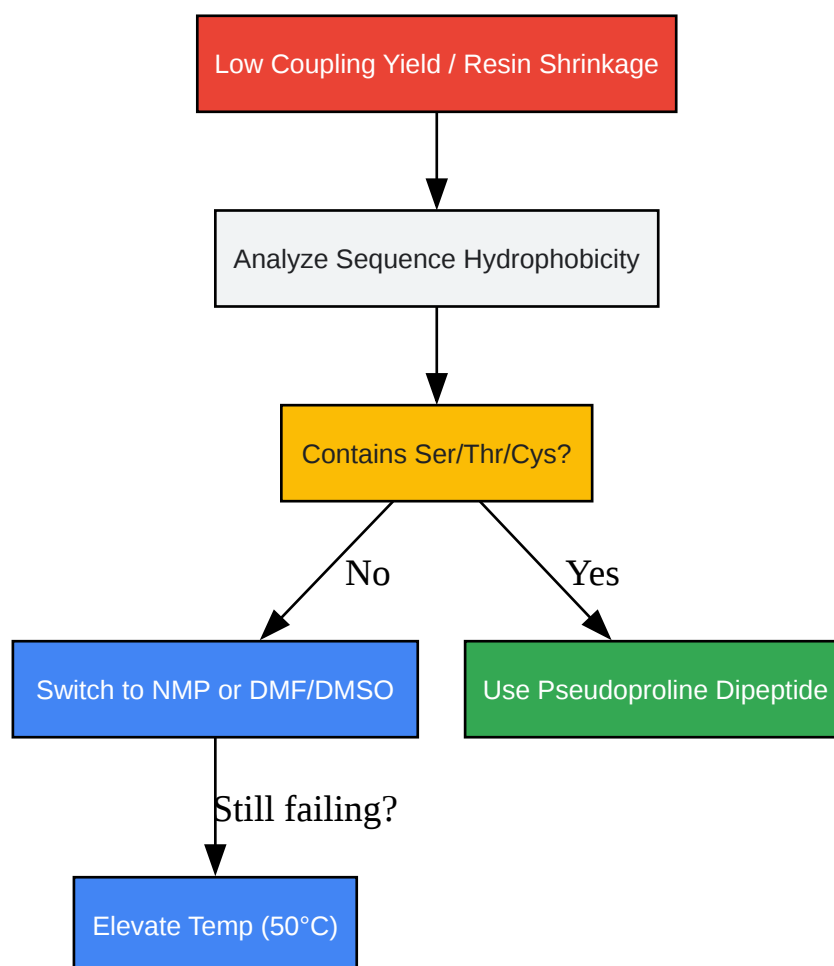 Low Coupling Yield / Resin Shrinkage
Analyze Sequence Hydrophobicity
Contains Ser/Thr/Cys?
No
Yes
Switch to NMP or DMF/DMSO
Use Pseudoproline Dipeptide
Still failing?
Elevate Temp (50°C)